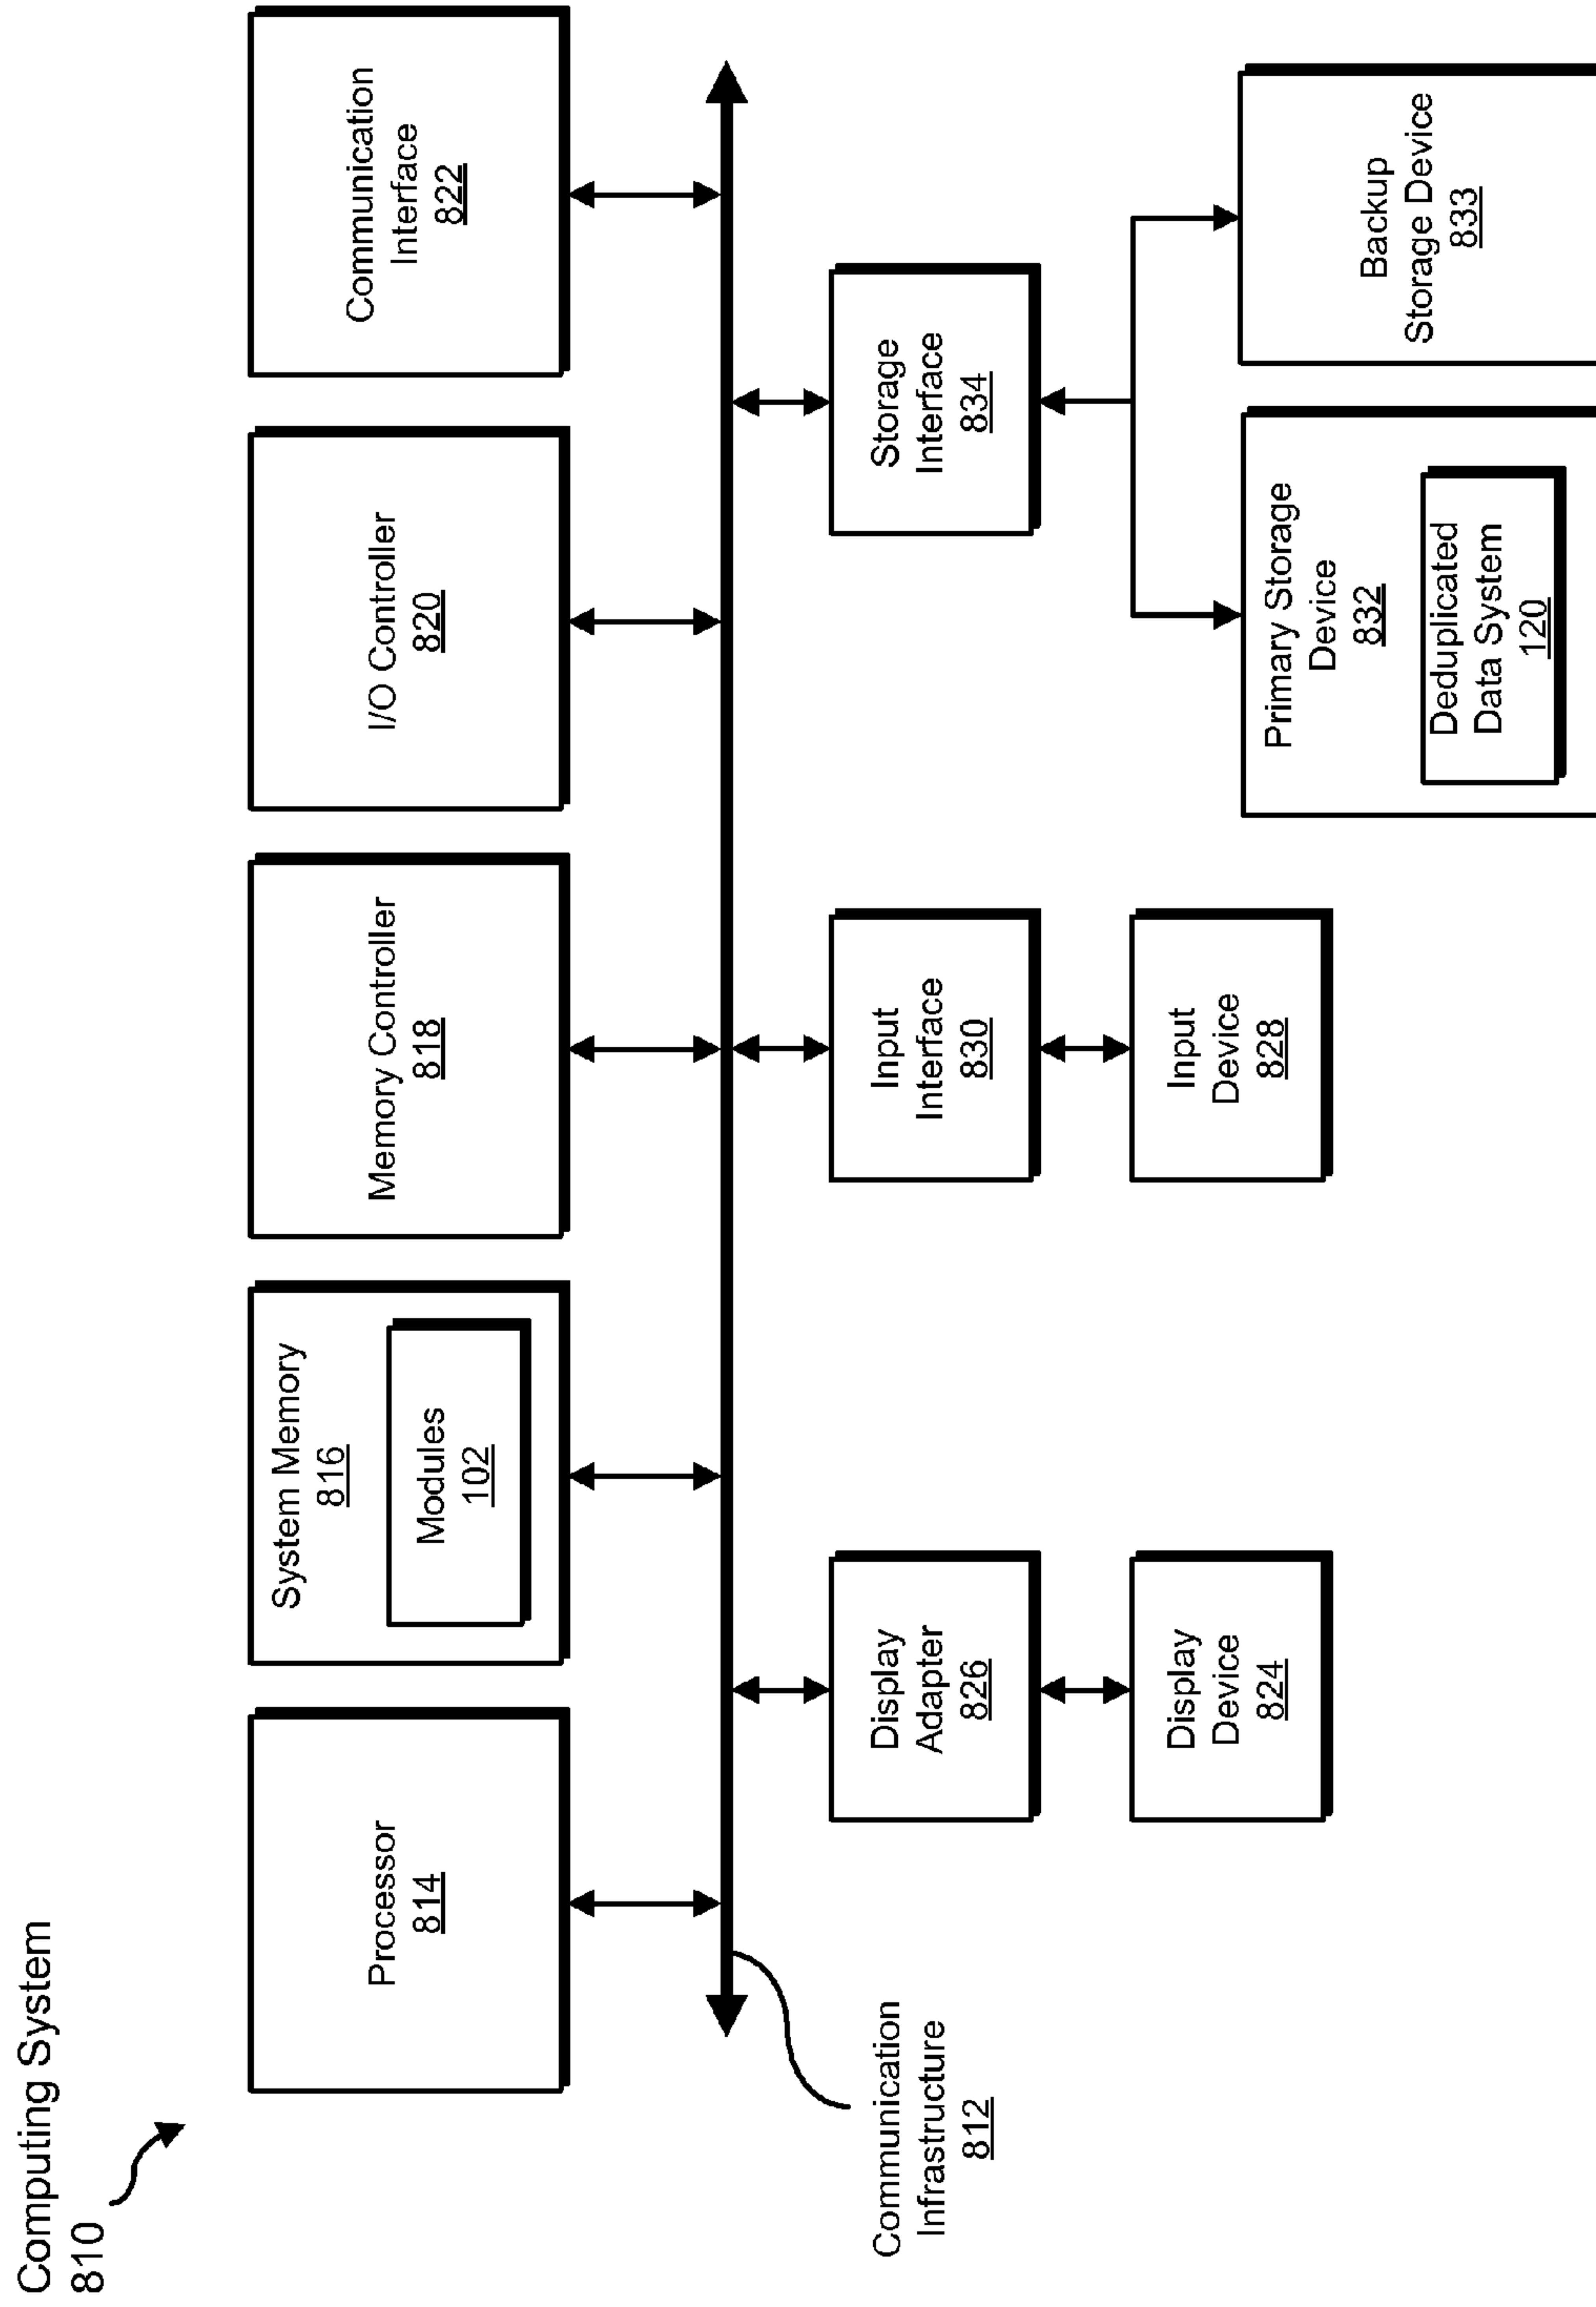 Computing System
810
Processor
814
System Memory
816
Modules
102
Memory Controller
818
I/O Controller
820
Communication
Interface
822
Communication
Infrastructure
812
Display
Adapter
826
Input
Interface
830
Storage
Interface
834
Display
Device
824
Input
Device
828
Primary Storage
Device
832
Deduplicated
Data System
120
Backup
Storage Device
833